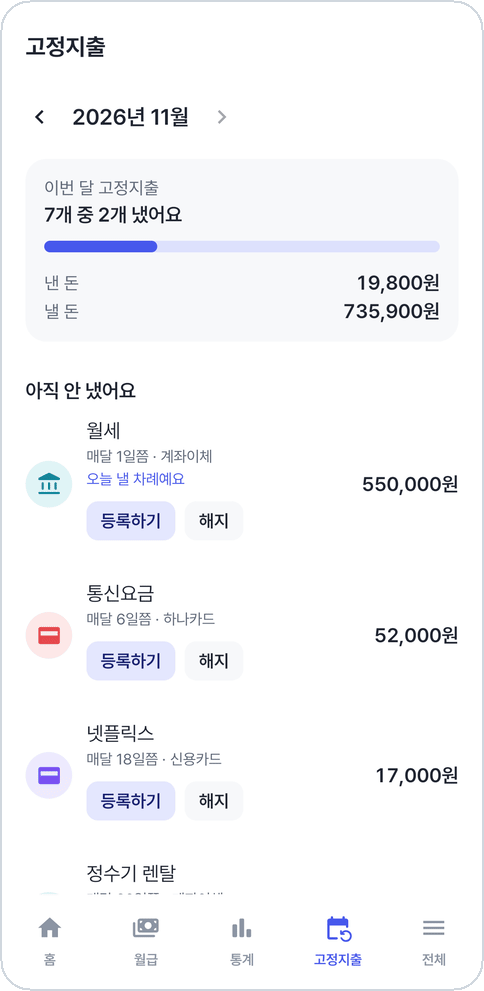 고정지출
2026년 11월
이번 달 고정지출
7개 중 2개 냈어요
낸 돈 19,800원
낼 돈 735,900원
아직 안 냈어요
월세
매달 1일쯤 · 계좌이체
오늘 낼 차례예요
550,000원
등록하기 해지
통신요금
매달 6일쯤 · 하나카드
52,000원
등록하기 해지
넷플릭스
매달 18일쯤 · 신용카드
17,000원
등록하기 해지
정수기 렌탈
홈 월급 통계 고정지출 전체